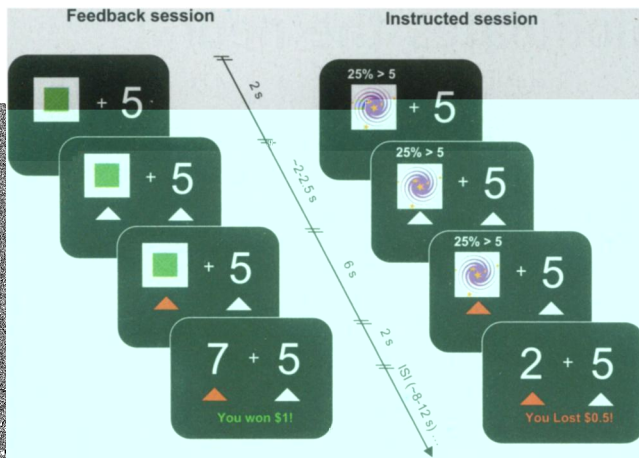 Feedback session
+ 5
+ 5
+ 5
7 + 5
You won $1!
2 s
~2-2.5 s
6 s
2 s
ISI (~8-12 s) ...
Instructed session
25% > 5
+ 5
25% > 5
+ 5
25% > 5
+ 5
2 + 5
You Lost $0.5!